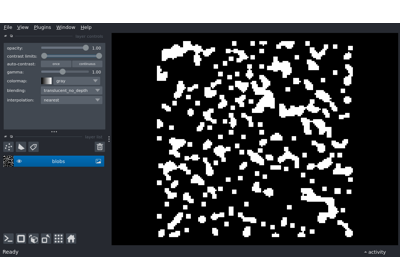 File View Plugins Window Help
opacity: 1.00
contrast limits:
auto-contrast: once continuous
gamma: 1.00
colormap: gray
blending: translucent_no_depth
interpolation: nearest
blobs
Ready activity